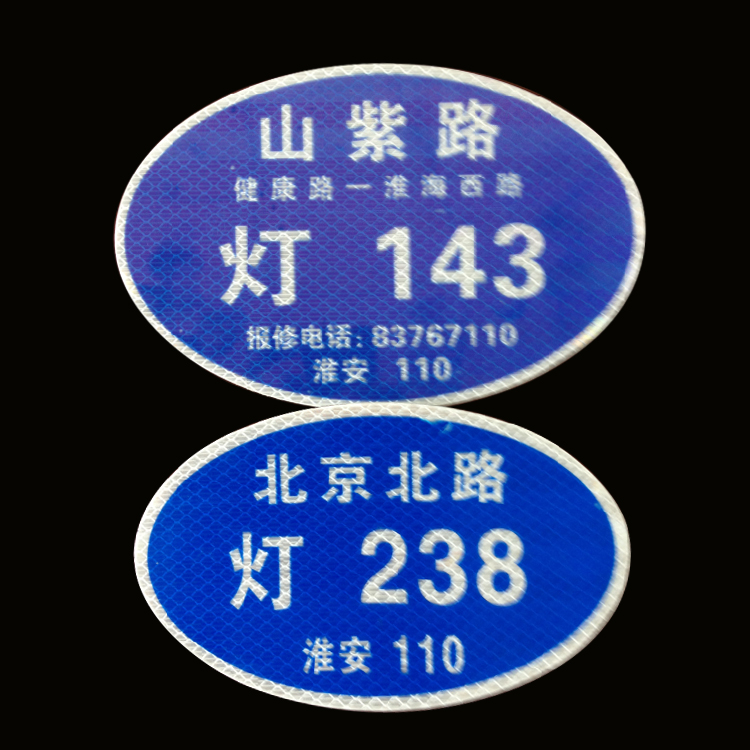 山紫路
健康路一淮海西路
灯 143
报修电话:83767110
淮安 110
北京北路
灯 238
淮安 110